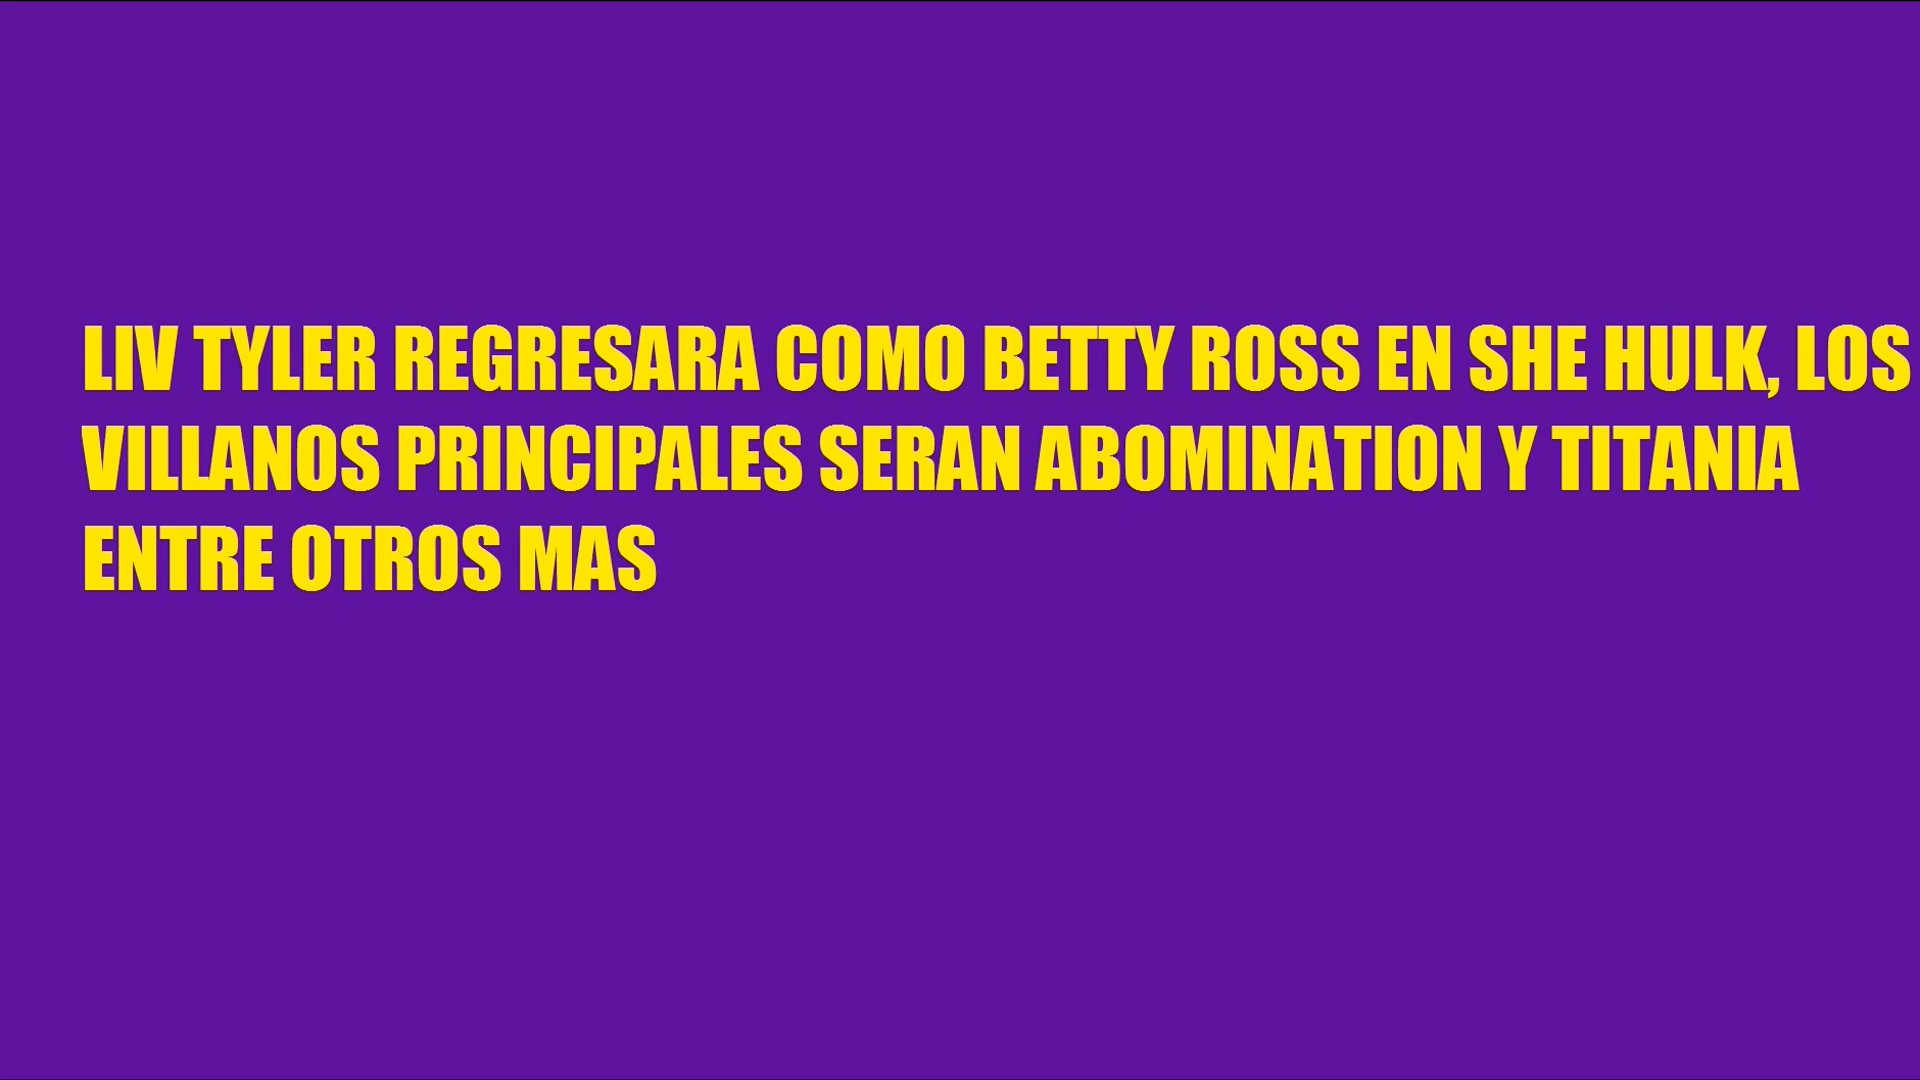 LIV TYLER REGRESARA COMO BETTY ROSS EN SHE HULK, LOS
VILLANOS PRINCIPALES SERAN ABOMINATION Y TITANIA
ENTRE OTROS MAS